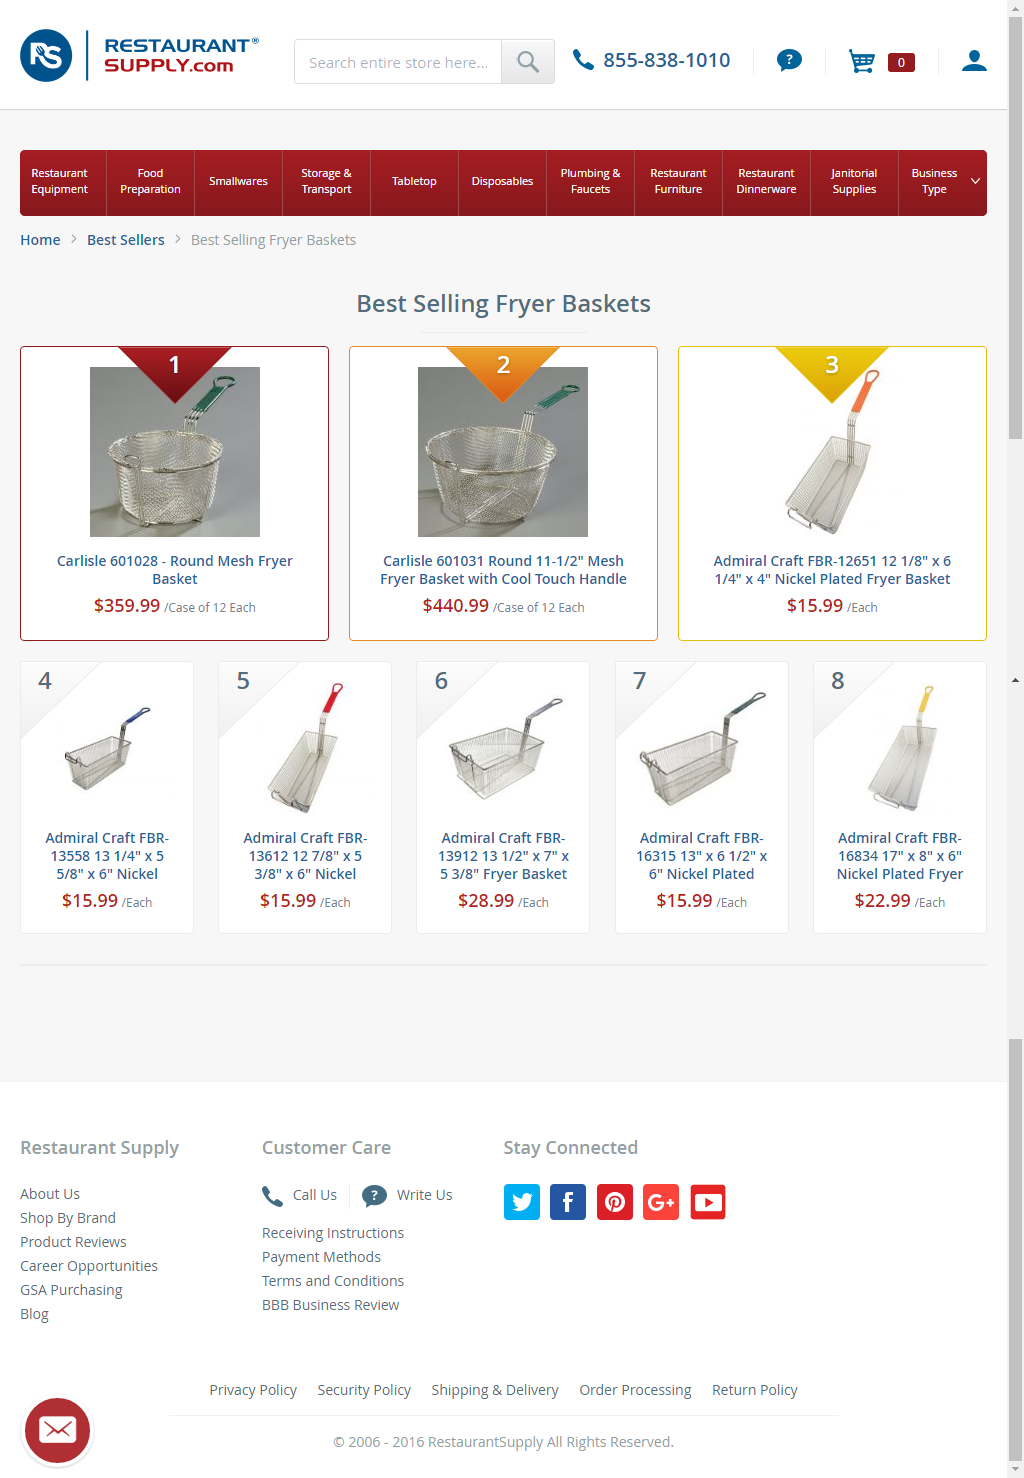 RS RESTAURANT®
SUPPLY.com
Search entire store here...
855-838-1010
?
0
Restaurant Equipment
Food Preparation
Smallwares
Storage & Transport
Tabletop
Disposables
Plumbing & Faucets
Restaurant Furniture
Restaurant Dinnerware
Janitorial Supplies
Business Type
Home > Best Sellers > Best Selling Fryer Baskets
Best Selling Fryer Baskets
1
Carlisle 601028 - Round Mesh Fryer
Basket
$359.99 /Case of 12 Each
2
Carlisle 601031 Round 11-1/2" Mesh
Fryer Basket with Cool Touch Handle
$440.99 /Case of 12 Each
3
Admiral Craft FBR-12651 12 1/8" x 6
1/4" x 4" Nickel Plated Fryer Basket
$15.99 /Each
4
Admiral Craft FBR-
13558 13 1/4" x 5
5/8" x 6" Nickel
$15.99 /Each
5
Admiral Craft FBR-
13612 12 7/8" x 5
3/8" x 6" Nickel
$15.99 /Each
6
Admiral Craft FBR-
13912 13 1/2" x 7" x
5 3/8" Fryer Basket
$28.99 /Each
7
Admiral Craft FBR-
16315 13" x 6 1/2" x
6" Nickel Plated
$15.99 /Each
8
Admiral Craft FBR-
16834 17" x 8" x 6"
Nickel Plated Fryer
$22.99 /Each
Restaurant Supply
About Us
Shop By Brand
Product Reviews
Career Opportunities
GSA Purchasing
Blog
Customer Care
Call Us
? Write Us
Receiving Instructions
Payment Methods
Terms and Conditions
BBB Business Review
Stay Connected
f G+
Privacy Policy Security Policy Shipping & Delivery Order Processing Return Policy
© 2006 - 2016 RestaurantSupply All Rights Reserved.